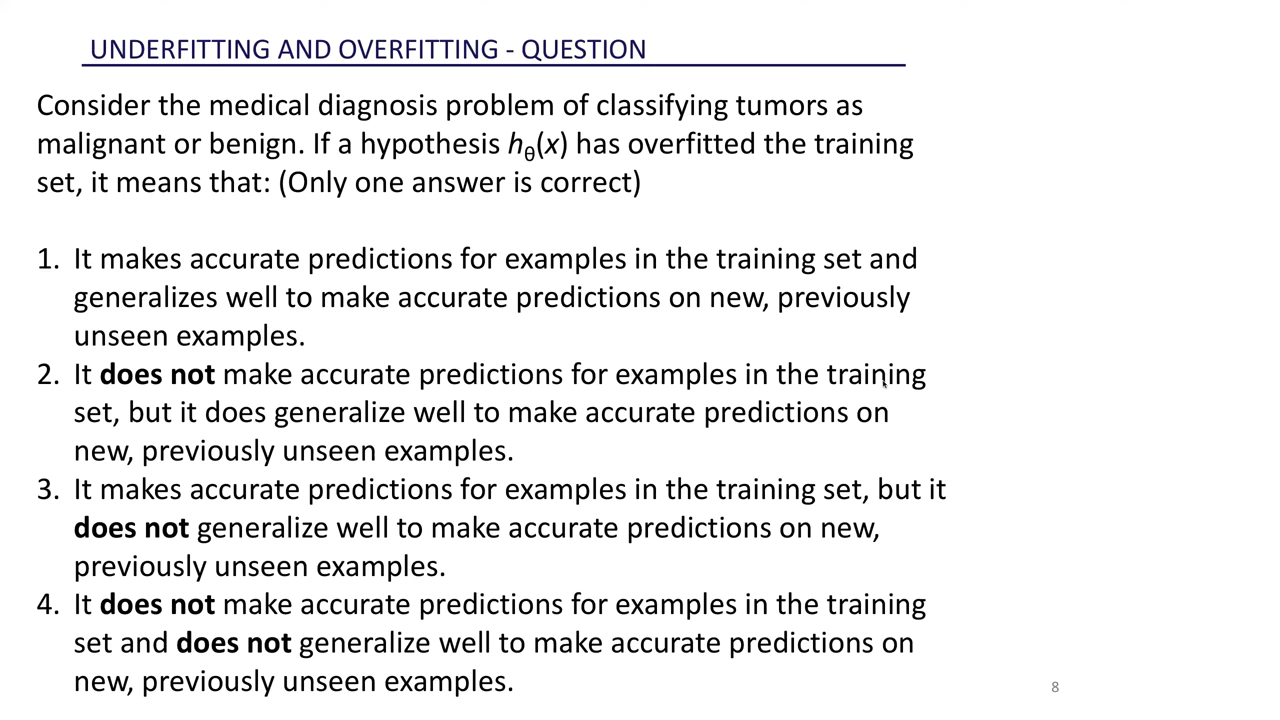 UNDERFITTING AND OVERFITTING - QUESTION
Consider the medical diagnosis problem of classifying tumors as
malignant or benign. If a hypothesis hθ(x) has overfitted the training
set, it means that: (Only one answer is correct)
1. It makes accurate predictions for examples in the training set and
generalizes well to make accurate predictions on new, previously
unseen examples.
2. It does not make accurate predictions for examples in the training
set, but it does generalize well to make accurate predictions on
new, previously unseen examples.
3. It makes accurate predictions for examples in the training set, but it
does not generalize well to make accurate predictions on new,
previously unseen examples.
4. It does not make accurate predictions for examples in the training
set and does not generalize well to make accurate predictions on
new, previously unseen examples.
8